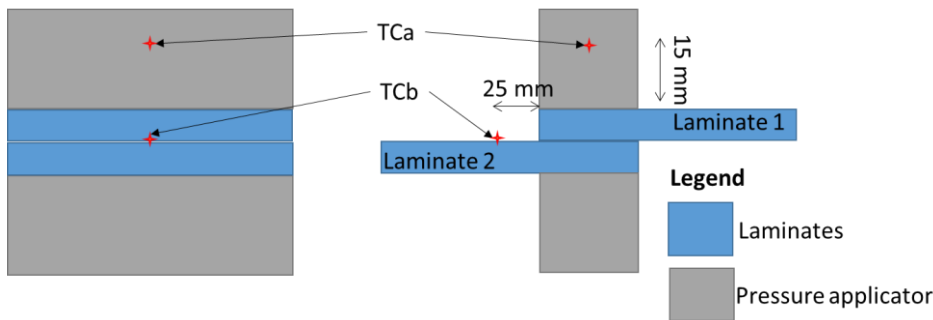 TCa
15 mm
25 mm
TCb
Laminate 1
Laminate 2
Legend
Laminates
Pressure applicator